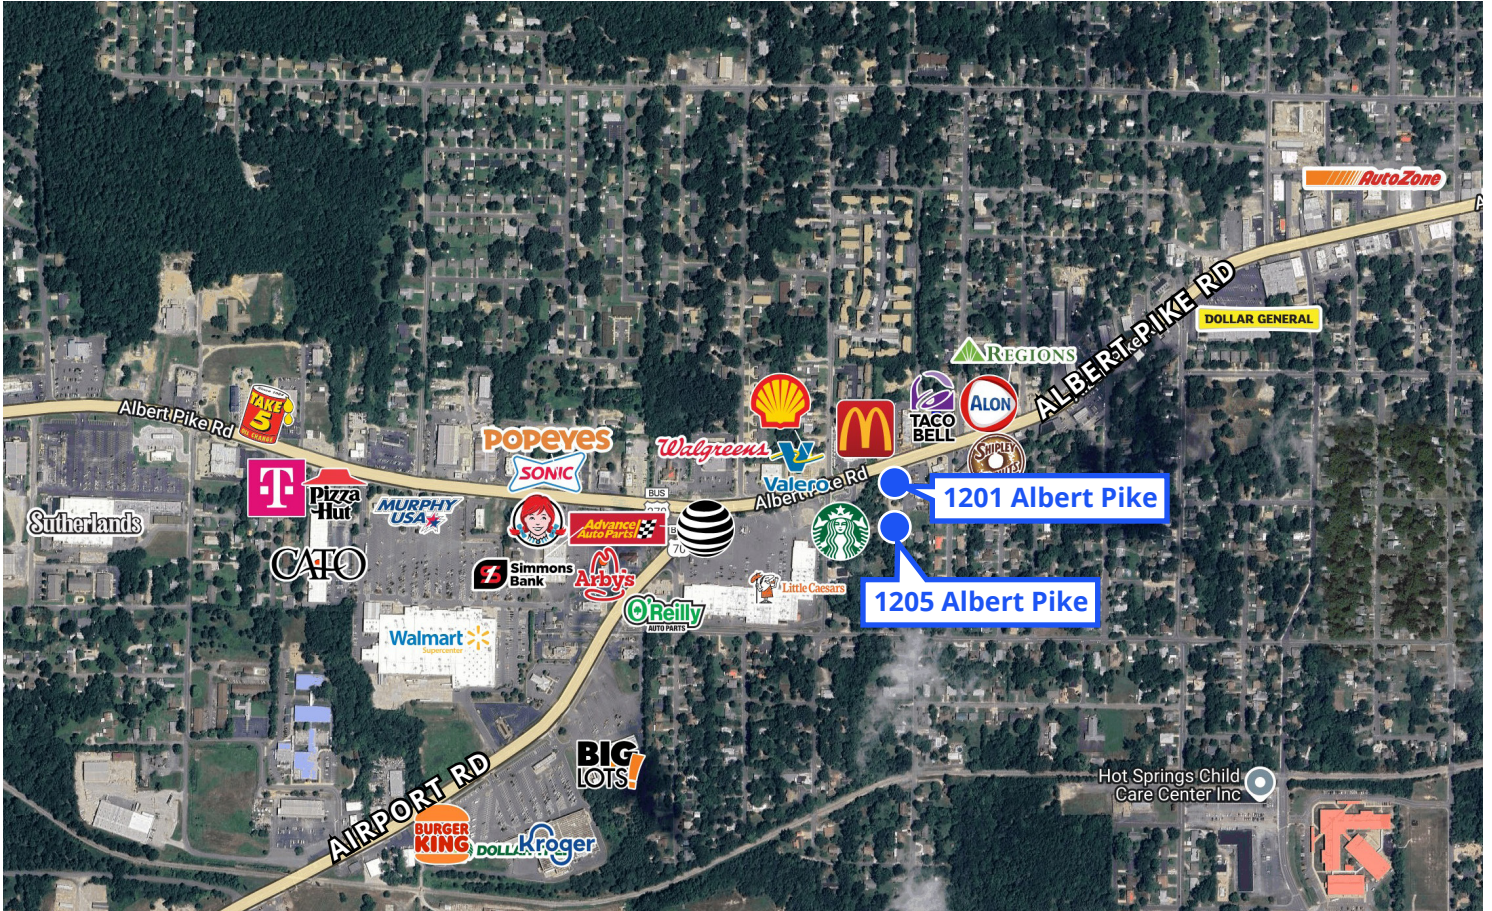 AutoZone
DOLLAR GENERAL
ALBERT PIKE RD
REGIONS
TACO
BELL
ALON
SHIPLEY
Albert Pike Rd
TAKE
5
OIL CHANGE
POPEYES
SONIC
Walgreens
Valero
Albert
Rd
BUS
70
T
Pizza
Hut
MURPHY
USA
Sutherlands
CATO
Advance
Auto Parts
Simmons
Bank
Arby's
O'Reilly
AUTO PARTS
Little Caesars
Walmart
Supercenter
1201 Albert Pike
1205 Albert Pike
BIG
LOTS!
AIRPORT RD
BURGER
KING
DOLLAR
Kroger
Hot Springs Child
Care Center Inc